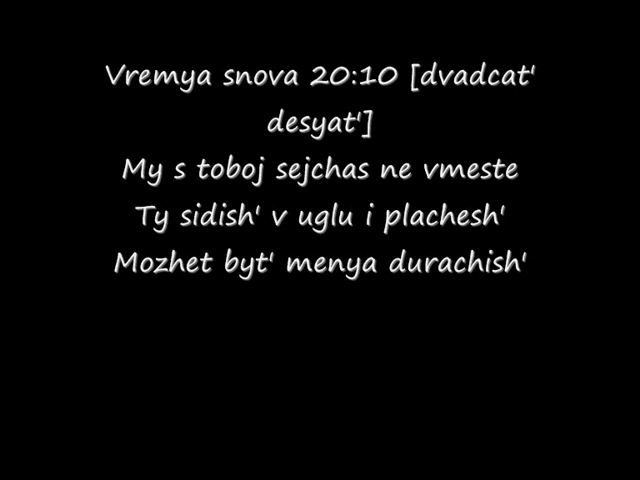 Vremya snova 20:10 [dvadcat'
desyat']
My s toboj sejchas ne vmeste
Ty sidish' v uglu i plachesh'
Mozhet byt' menya durachish'